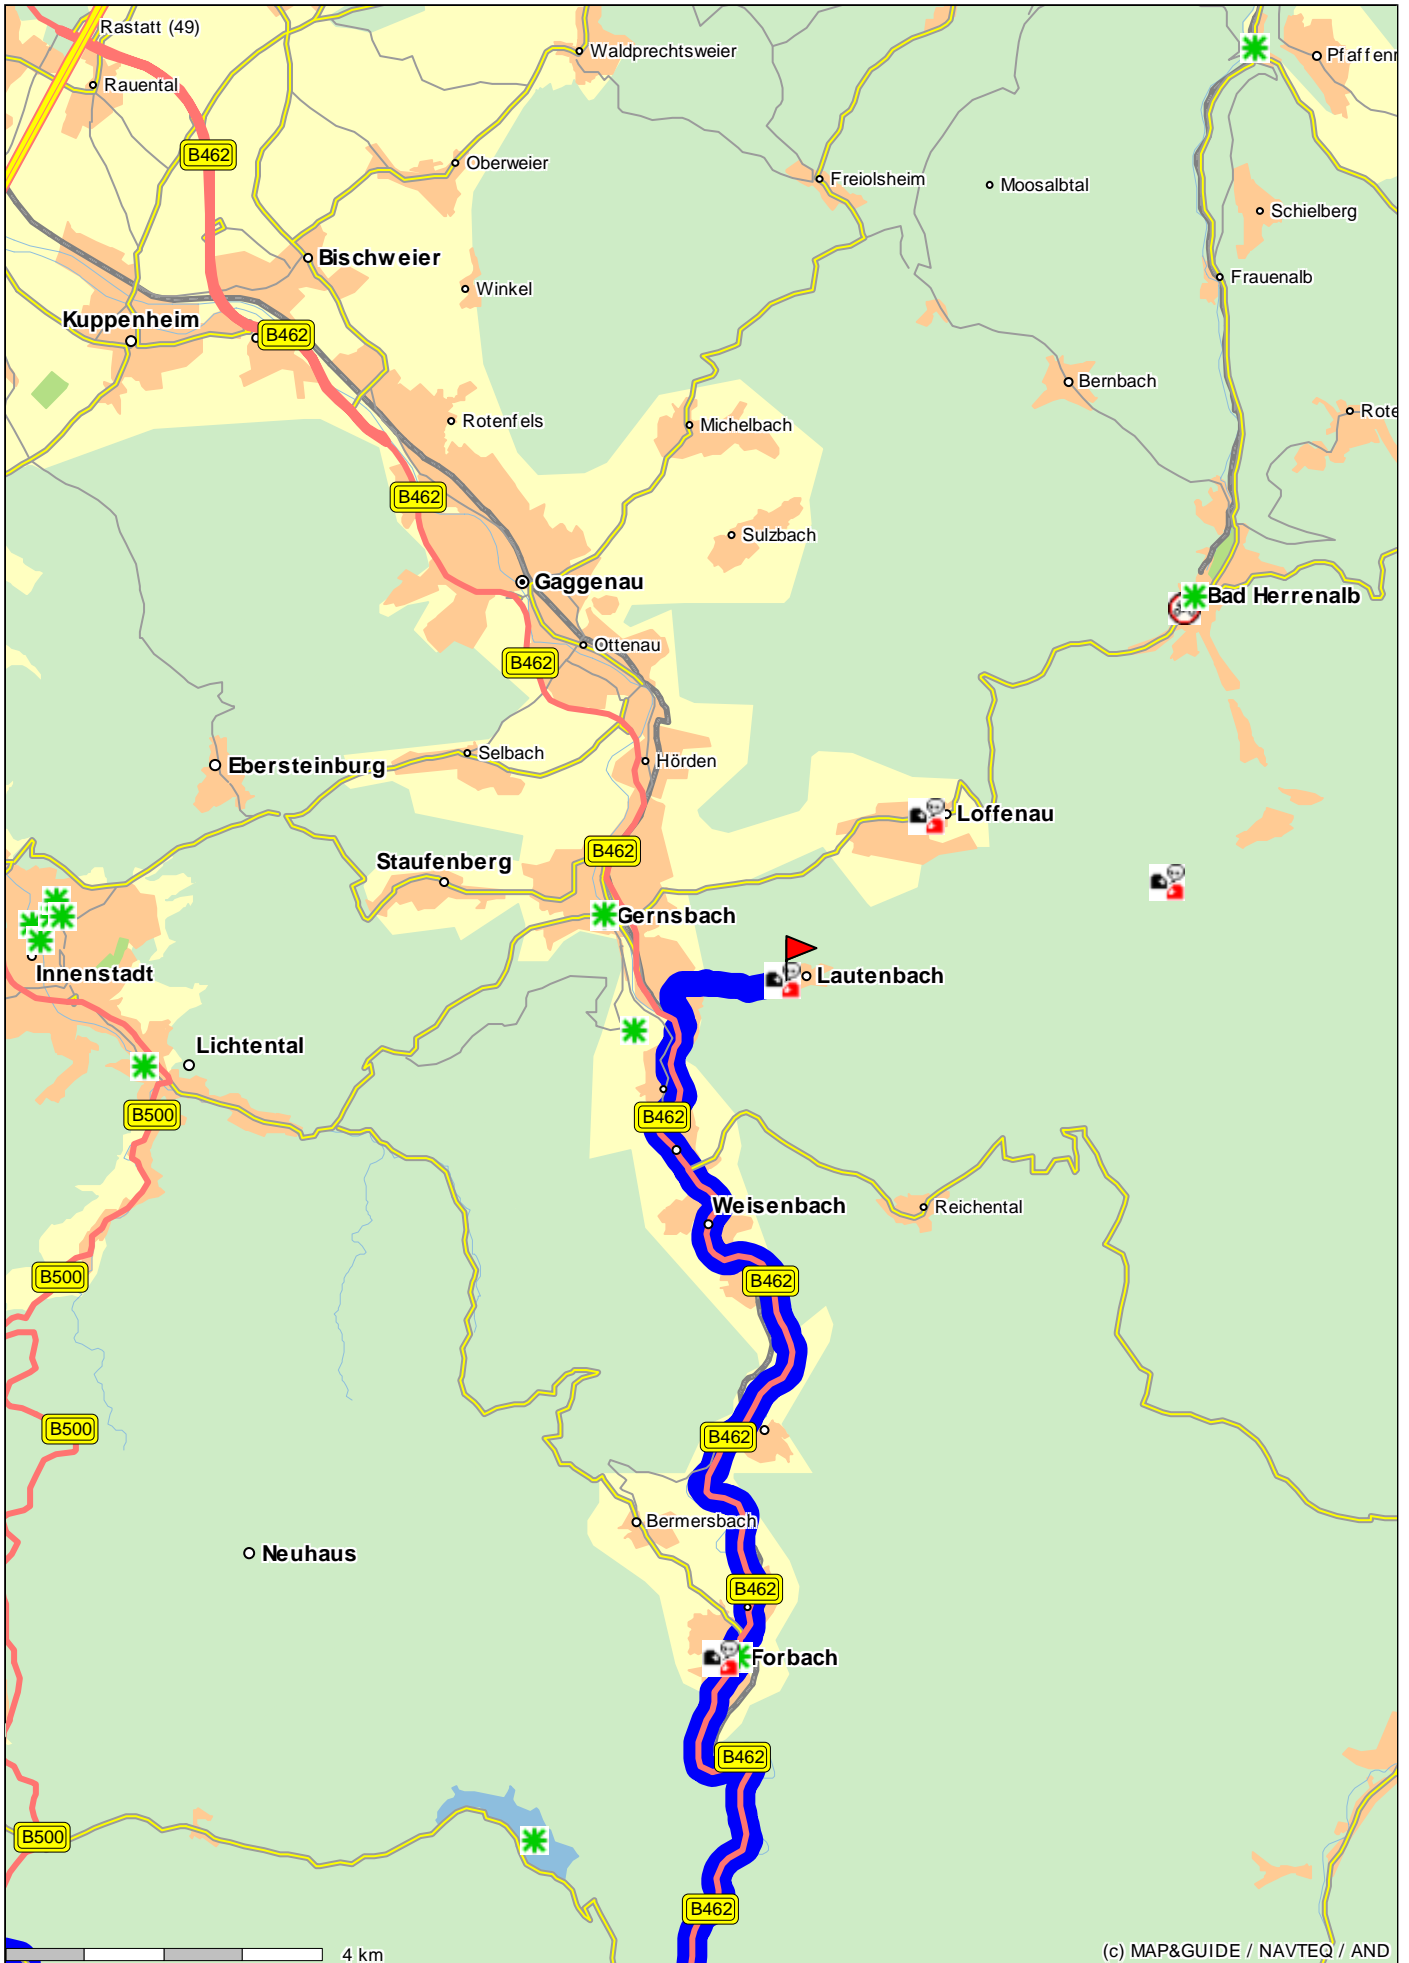 Rastatt (49)
Waldprechtsweier
Rauental
B462
Oberweier
Freiolsheim
Moosalbtal
Schielberg
Bischweier
Frauenalb
Winkel
Kuppenheim
B462
Bernbach
Rotenfels
Michelbach
B462
Sulzbach
Gaggenau
Bad Herrenalb
Ottenau
B462
Selbach
Hörden
Ebersteinburg
Loffenau
B462
Staufenberg
Gernsbach
Innenstadt
Lautenbach
Lichtental
B500
B462
Weisenbach
Reichental
B500
B462
B500
B462
Bermersbach
Neuhaus
B462
Forbach
B462
B500
B462
4 km
(c) MAP&GUIDE / NAVTEQ / AND